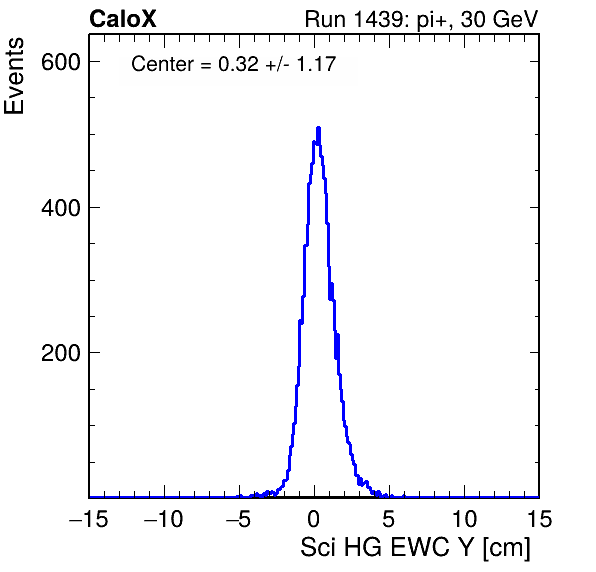 CaloX Run 1439: pi+, 30 GeV
Events
Center = 0.32 +/- 1.17
600
400
200
−15 −10 −5 0 5 10 15
Sci HG EWC Y [cm]